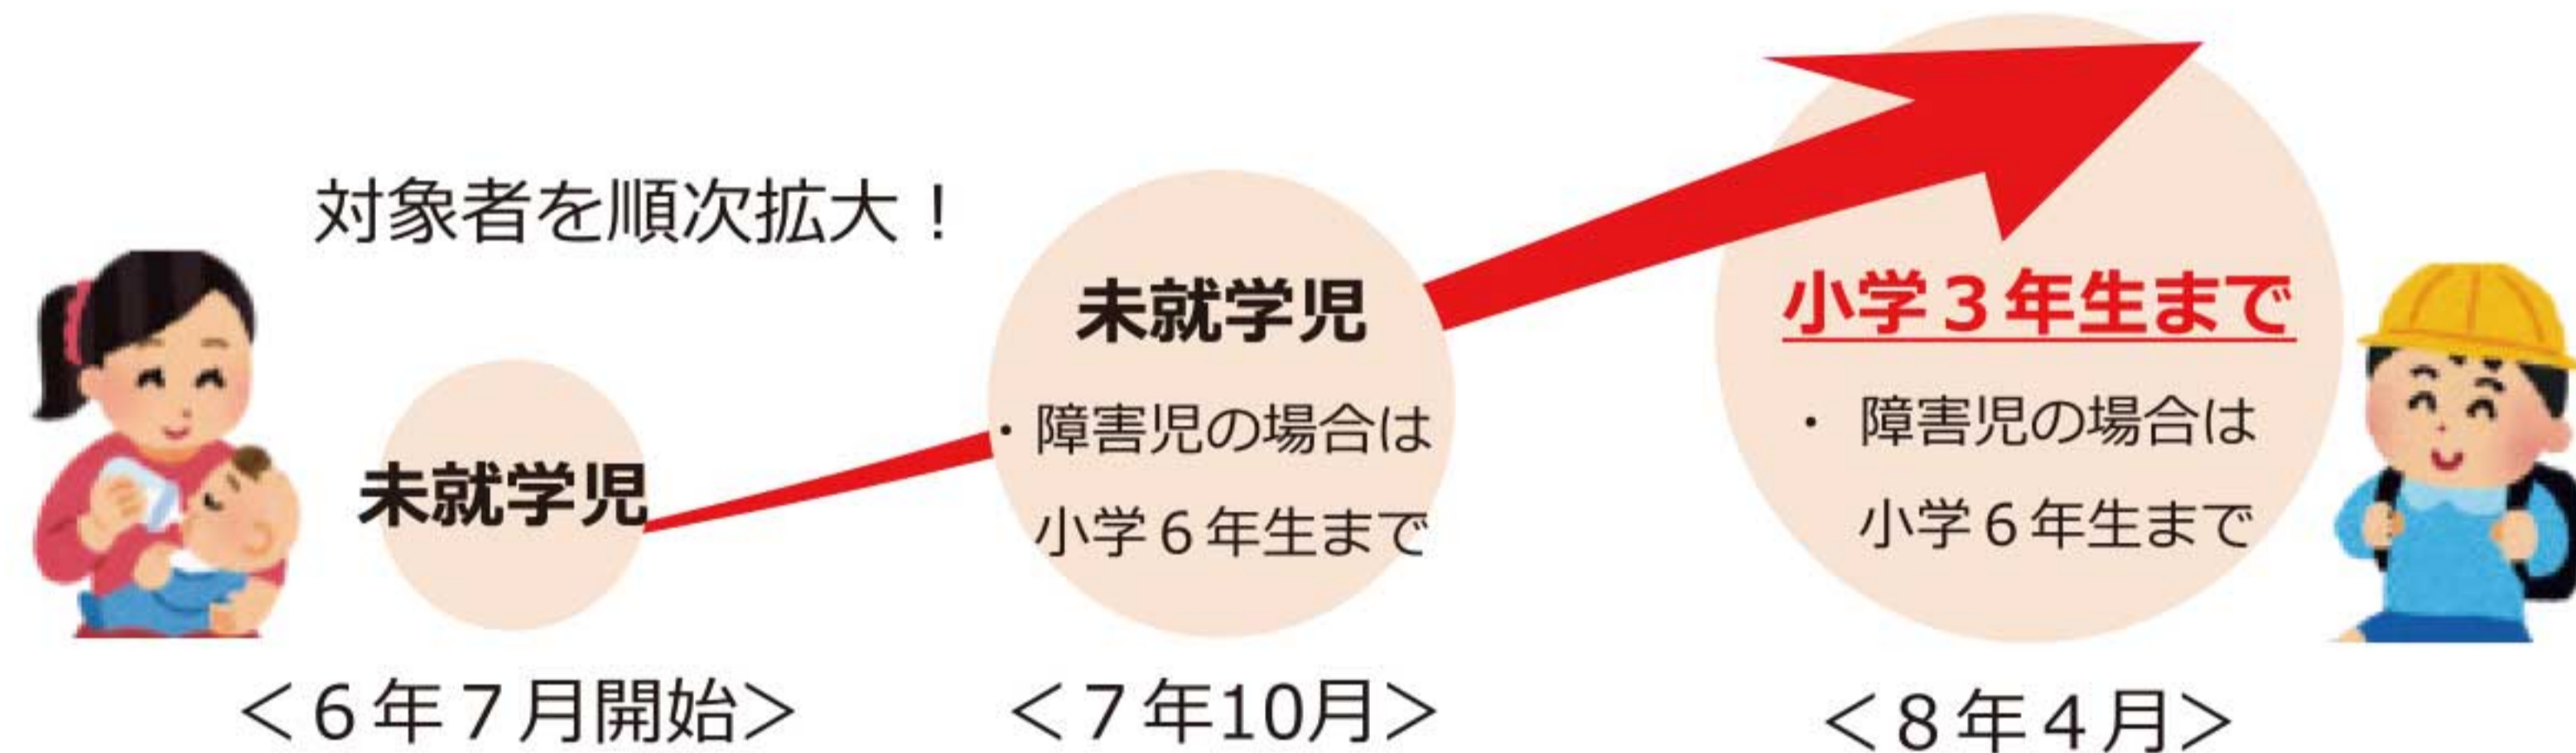 対象者を順次拡大！
未就学児
＜６年７月開始＞
未就学児
・障害児の場合は
小学６年生まで
＜７年10月＞
小学３年生まで
・ 障害児の場合は
小学６年生まで
＜８年４月＞